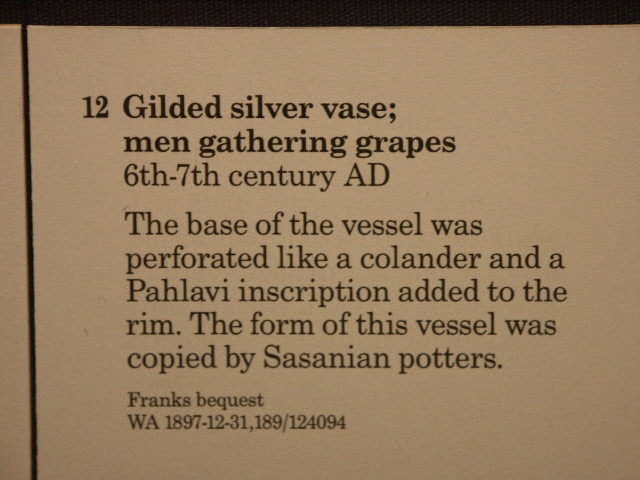 12 Gilded silver vase;
men gathering grapes
6th-7th century AD
The base of the vessel was
perforated like a colander and a
Pahlavi inscription added to the
rim. The form of this vessel was
copied by Sasanian potters.
Franks bequest
WA 1897-12-31,189/124094